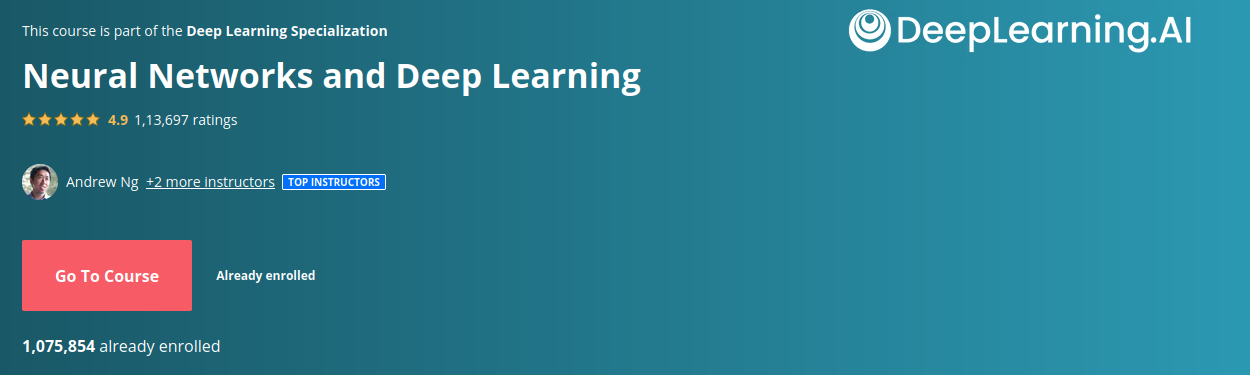 This course is part of the Deep Learning Specialization
DeepLearning.AI
Neural Networks and Deep Learning
4.9 1,13,697 ratings
Andrew Ng +2 more instructors TOP INSTRUCTORS
Go To Course Already enrolled
1,075,854 already enrolled